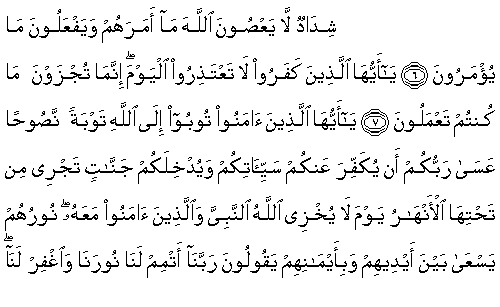 شِدَادٌ لَّا يَعْصُونَ ٱللَّهَ مَآ أَمَرَهُمْ وَيَفْعَلُونَ مَا
يُؤْمَرُونَ ۝٦ يَـٰٓأَيُّهَا ٱلَّذِينَ كَفَرُوا۟ لَا تَعْتَذِرُوا۟ ٱلْيَوْمَ ۖ إِنَّمَا تُجْزَوْنَ مَا
كُنتُمْ تَعْمَلُونَ ۝٧ يَـٰٓأَيُّهَا ٱلَّذِينَ ءَامَنُوا۟ تُوبُوٓا۟ إِلَى ٱللَّهِ تَوْبَةً نَّصُوحًا
عَسَىٰ رَبُّكُمْ أَن يُكَفِّرَ عَنكُمْ سَيِّـَٔاتِكُمْ وَيُدْخِلَكُمْ جَنَّـٰتٍ تَجْرِى مِن
تَحْتِهَا ٱلْأَنْهَـٰرُ يَوْمَ لَا يُخْزِى ٱللَّهُ ٱلنَّبِىَّ وَٱلَّذِينَ ءَامَنُوا۟ مَعَهُۥ ۖ نُورُهُمْ
يَسْعَىٰ بَيْنَ أَيْدِيهِمْ وَبِأَيْمَـٰنِهِمْ يَقُولُونَ رَبَّنَآ أَتْمِمْ لَنَا نُورَنَا وَٱغْفِرْ لَنَآ ۖ